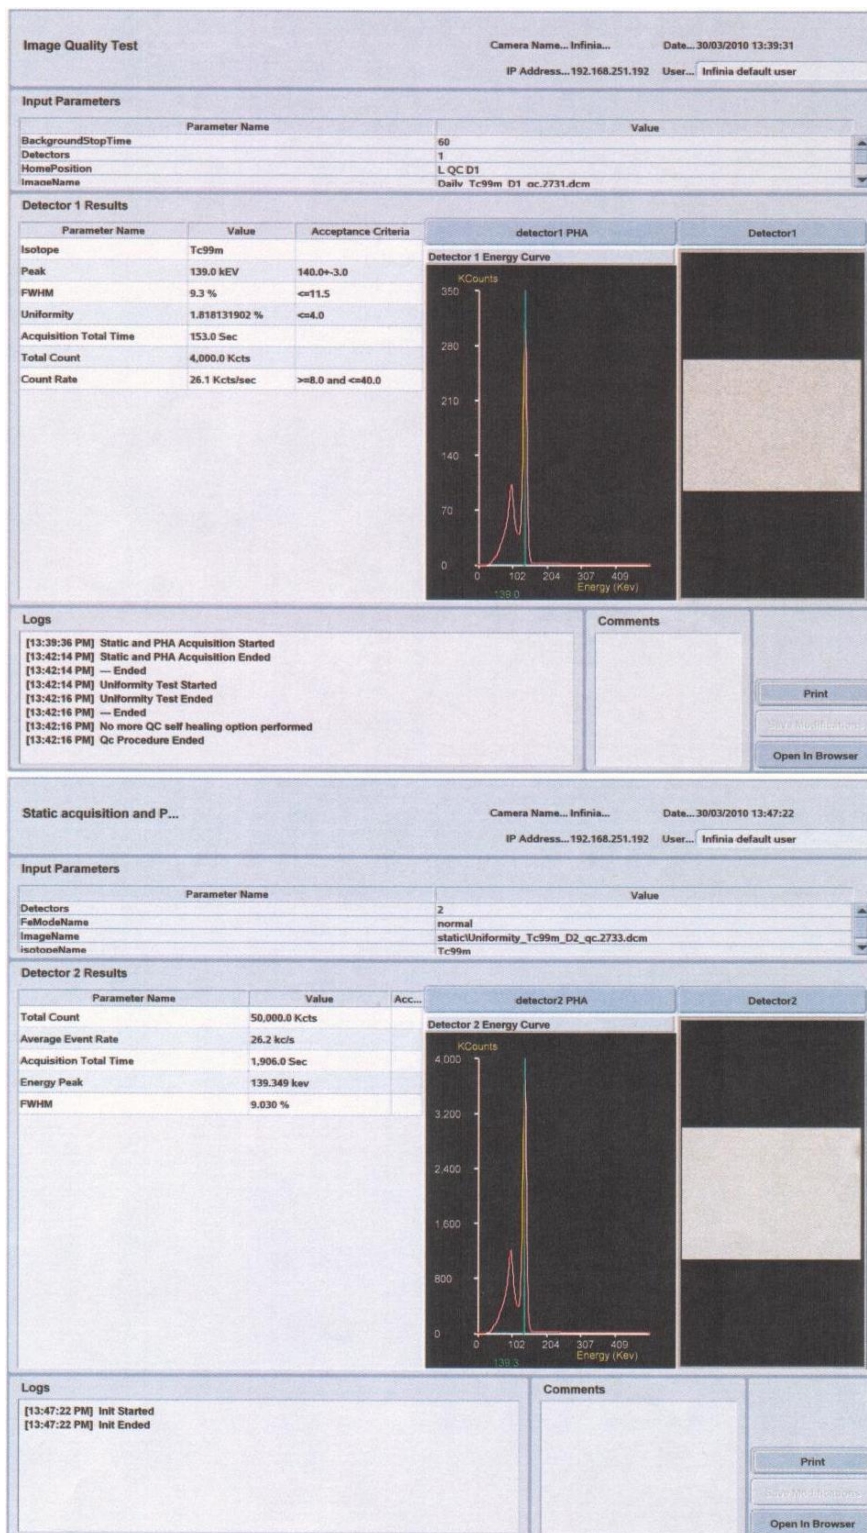 Image Quality Test
Camera Name... Infinia...
Date...30/03/2010 13:39:31
IP Address...192.168.251.192
User... Infinia default user
Input Parameters
Parameter Name Value
BackgroundStopTime 60
Detectors 1
HomePosition L QC D1
ImageName Daily_Tc99m_D1_qc.2731.dcm
Detector 1 Results
Parameter Name Value Acceptance Criteria
Isotope Tc99m
Peak 139.0 kEV 140.0+-3.0
FWHM 9.3 % <=11.5
Uniformity 1.818131902 % <=4.0
Acquisition Total Time 153.0 Sec
Total Count 4,000.0 Kcts
Count Rate 26.1 Kcts/sec >=8.0 and <=40.0
detector1 PHA
Detector 1 Energy Curve
KCounts
350
280
210
140
70
0
0 102 204 307 409
Energy (Kev)
139.0
Detector1
Logs
[13:39:36 PM] Static and PHA Acquisition Started
[13:42:14 PM] Static and PHA Acquisition Ended
[13:42:14 PM] --- Ended
[13:42:14 PM] Uniformity Test Started
[13:42:16 PM] Uniformity Test Ended
[13:42:16 PM] --- Ended
[13:42:16 PM] No more QC self healing option performed
[13:42:16 PM] Qc Procedure Ended
Comments
Print
Save Modifications
Open In Browser
Static acquisition and P...
Camera Name... Infinia...
Date...30/03/2010 13:47:22
IP Address...192.168.251.192
User... Infinia default user
Input Parameters
Parameter Name Value
Detectors 2
FeModeName normal
ImageName static\Uniformity_Tc99m_D2_qc.2733.dcm
isotopeName Tc99m
Detector 2 Results
Parameter Name Value Acc...
Total Count 50,000.0 Kcts
Average Event Rate 26.2 kc/s
Acquisition Total Time 1,906.0 Sec
Energy Peak 139.349 kev
FWHM 9.030 %
detector2 PHA
Detector 2 Energy Curve
KCounts
4,000
3,200
2,400
1,600
800
0
0 102 204 307 409
Energy (Kev)
139.3
Detector2
Logs
[13:47:22 PM] Init Started
[13:47:22 PM] Init Ended
Comments
Print
Save Modifications
Open In Browser